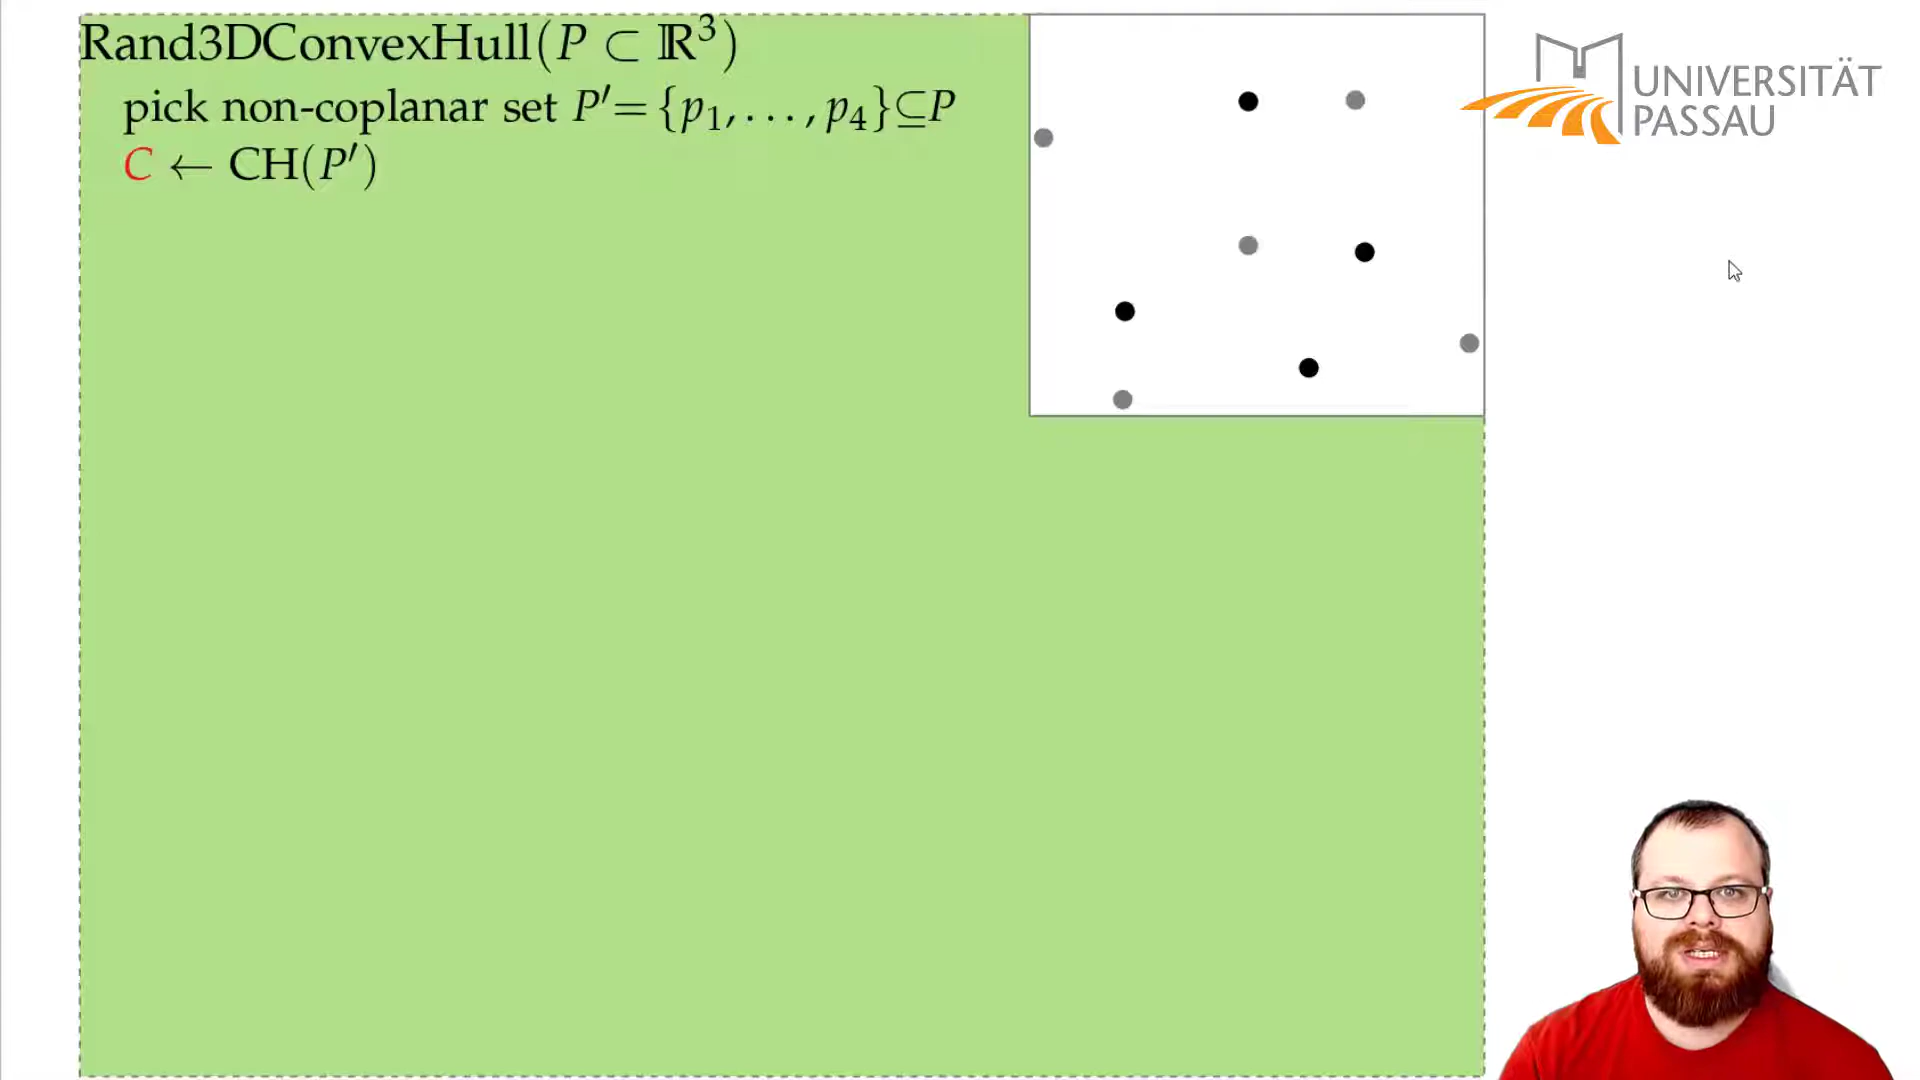 Rand3DConvexHull(P ⊂ ℝ³)
pick non-coplanar set P′= {p₁, . . . , p₄}⊆P
C ← CH(P′)
UNIVERSITÄT
PASSAU